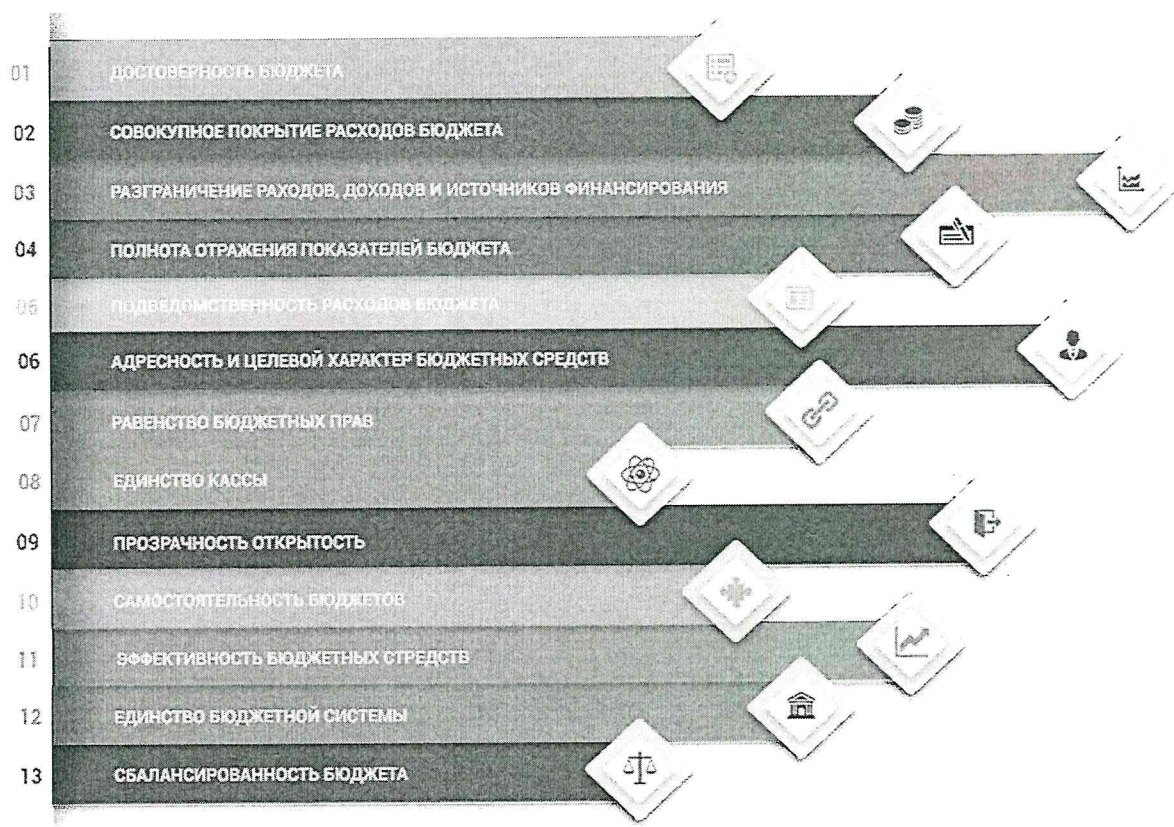 01 ДОСТОВЕРНОСТЬ БЮДЖЕТА
02 СОВОКУПНОЕ ПОКРЫТИЕ РАСХОДОВ БЮДЖЕТА
03 РАЗГРАНИЧЕНИЕ РАХОДОВ, ДОХОДОВ И ИСТОЧНИКОВ ФИНАНСИРОВАНИЯ
04 ПОЛНОТА ОТРАЖЕНИЯ ПОКАЗАТЕЛЕЙ БЮДЖЕТА
05 ПОДВЕДОМСТВЕННОСТЬ РАСХОДОВ БЮДЖЕТА
06 АДРЕСНОСТЬ И ЦЕЛЕВОЙ ХАРАКТЕР БЮДЖЕТНЫХ СРЕДСТВ
07 РАВЕНСТВО БЮДЖЕТНЫХ ПРАВ
08 ЕДИНСТВО КАССЫ
09 ПРОЗРАЧНОСТЬ ОТКРЫТОСТЬ
10 САМОСТОЯТЕЛЬНОСТЬ БЮДЖЕТОВ
11 ЭФФЕКТИВНОСТЬ БЮДЖЕТНЫХ СТРЕДСТВ
12 ЕДИНСТВО БЮДЖЕТНОЙ СИСТЕМЫ
13 СБАЛАНСИРОВАННОСТЬ БЮДЖЕТА